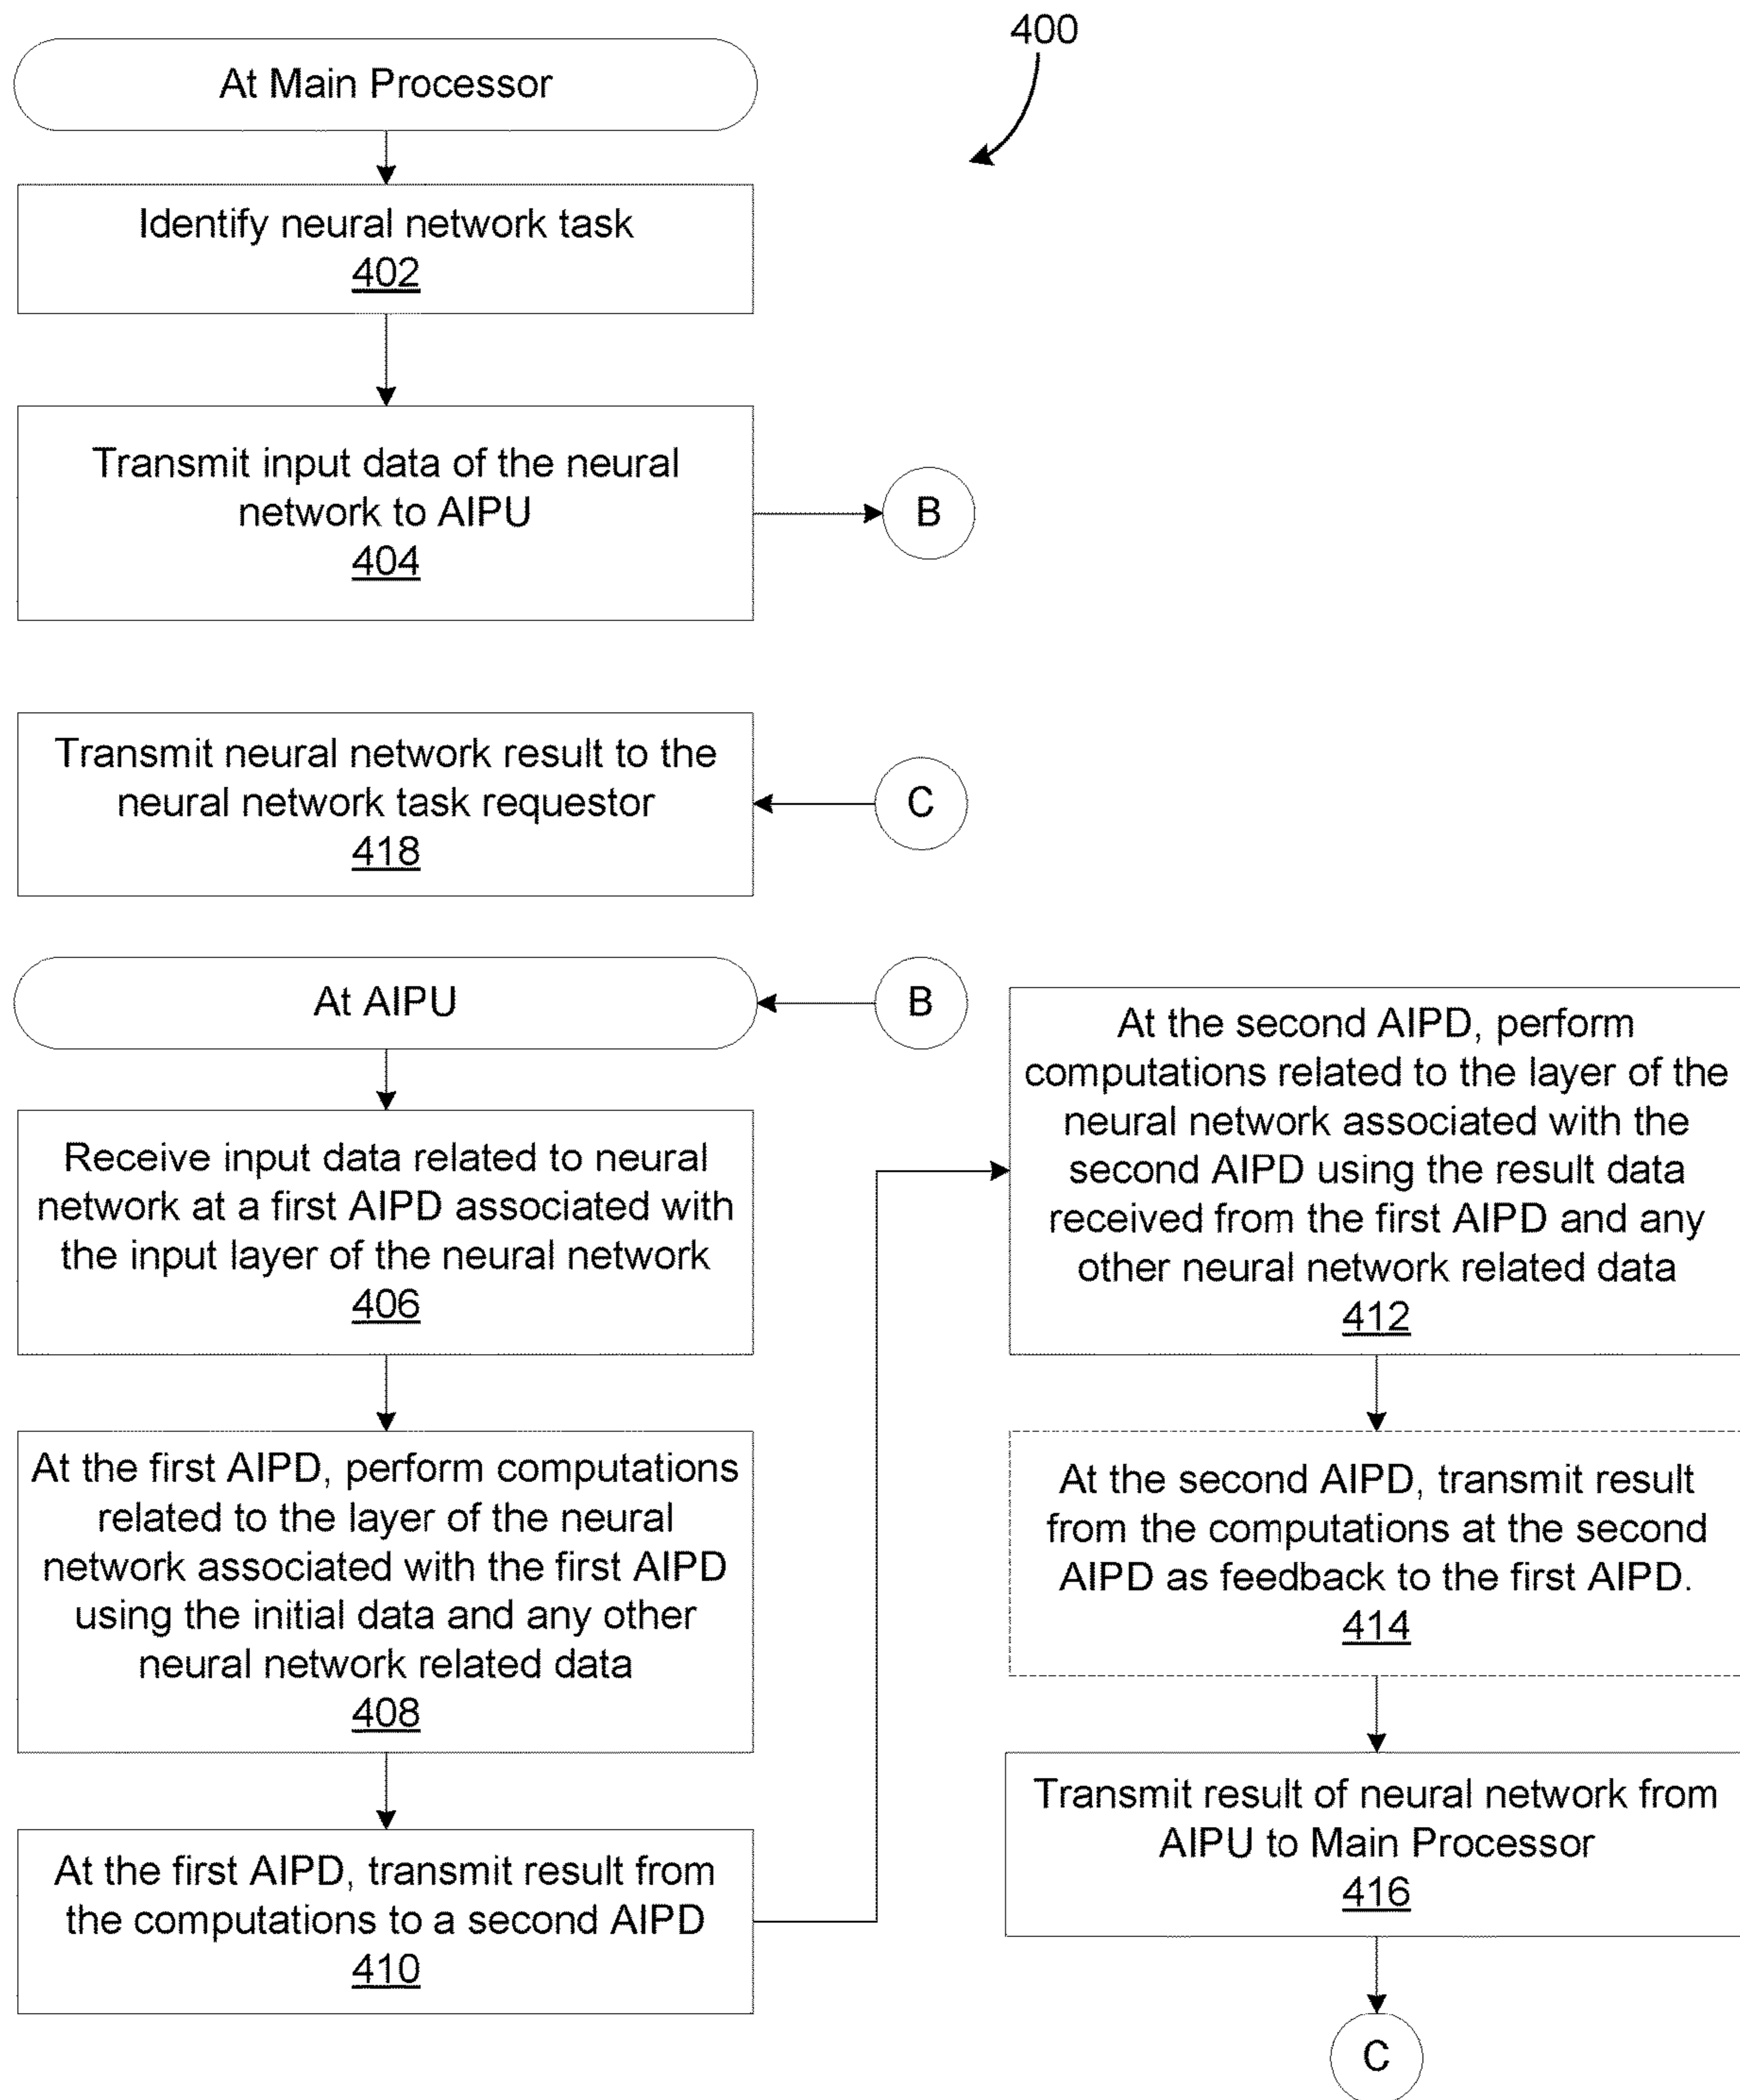 400
At Main Processor
Identify neural network task
402
Transmit input data of the neural
network to AIPU
404
B
Transmit neural network result to the
neural network task requestor
418
C
At AIPU
B
Receive input data related to neural
network at a first AIPD associated with
the input layer of the neural network
406
At the first AIPD, perform computations
related to the layer of the neural
network associated with the first AIPD
using the initial data and any other
neural network related data
408
At the first AIPD, transmit result from
the computations to a second AIPD
410
At the second AIPD, perform
computations related to the layer of the
neural network associated with the
second AIPD using the result data
received from the first AIPD and any
other neural network related data
412
At the second AIPD, transmit result
from the computations at the second
AIPD as feedback to the first AIPD.
414
Transmit result of neural network from
AIPU to Main Processor
416
C